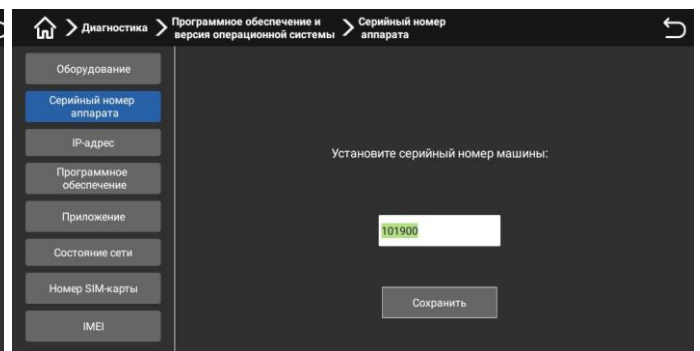 Диагностика
Программное обеспечение и
версия операционной системы
Серийный номер
аппарата
Оборудование
Серийный номер
аппарата
IP-адрес
Программное
обеспечение
Приложение
Состояние сети
Номер SIM-карты
IMEI
Установите серийный номер машины:
101900
Сохранить